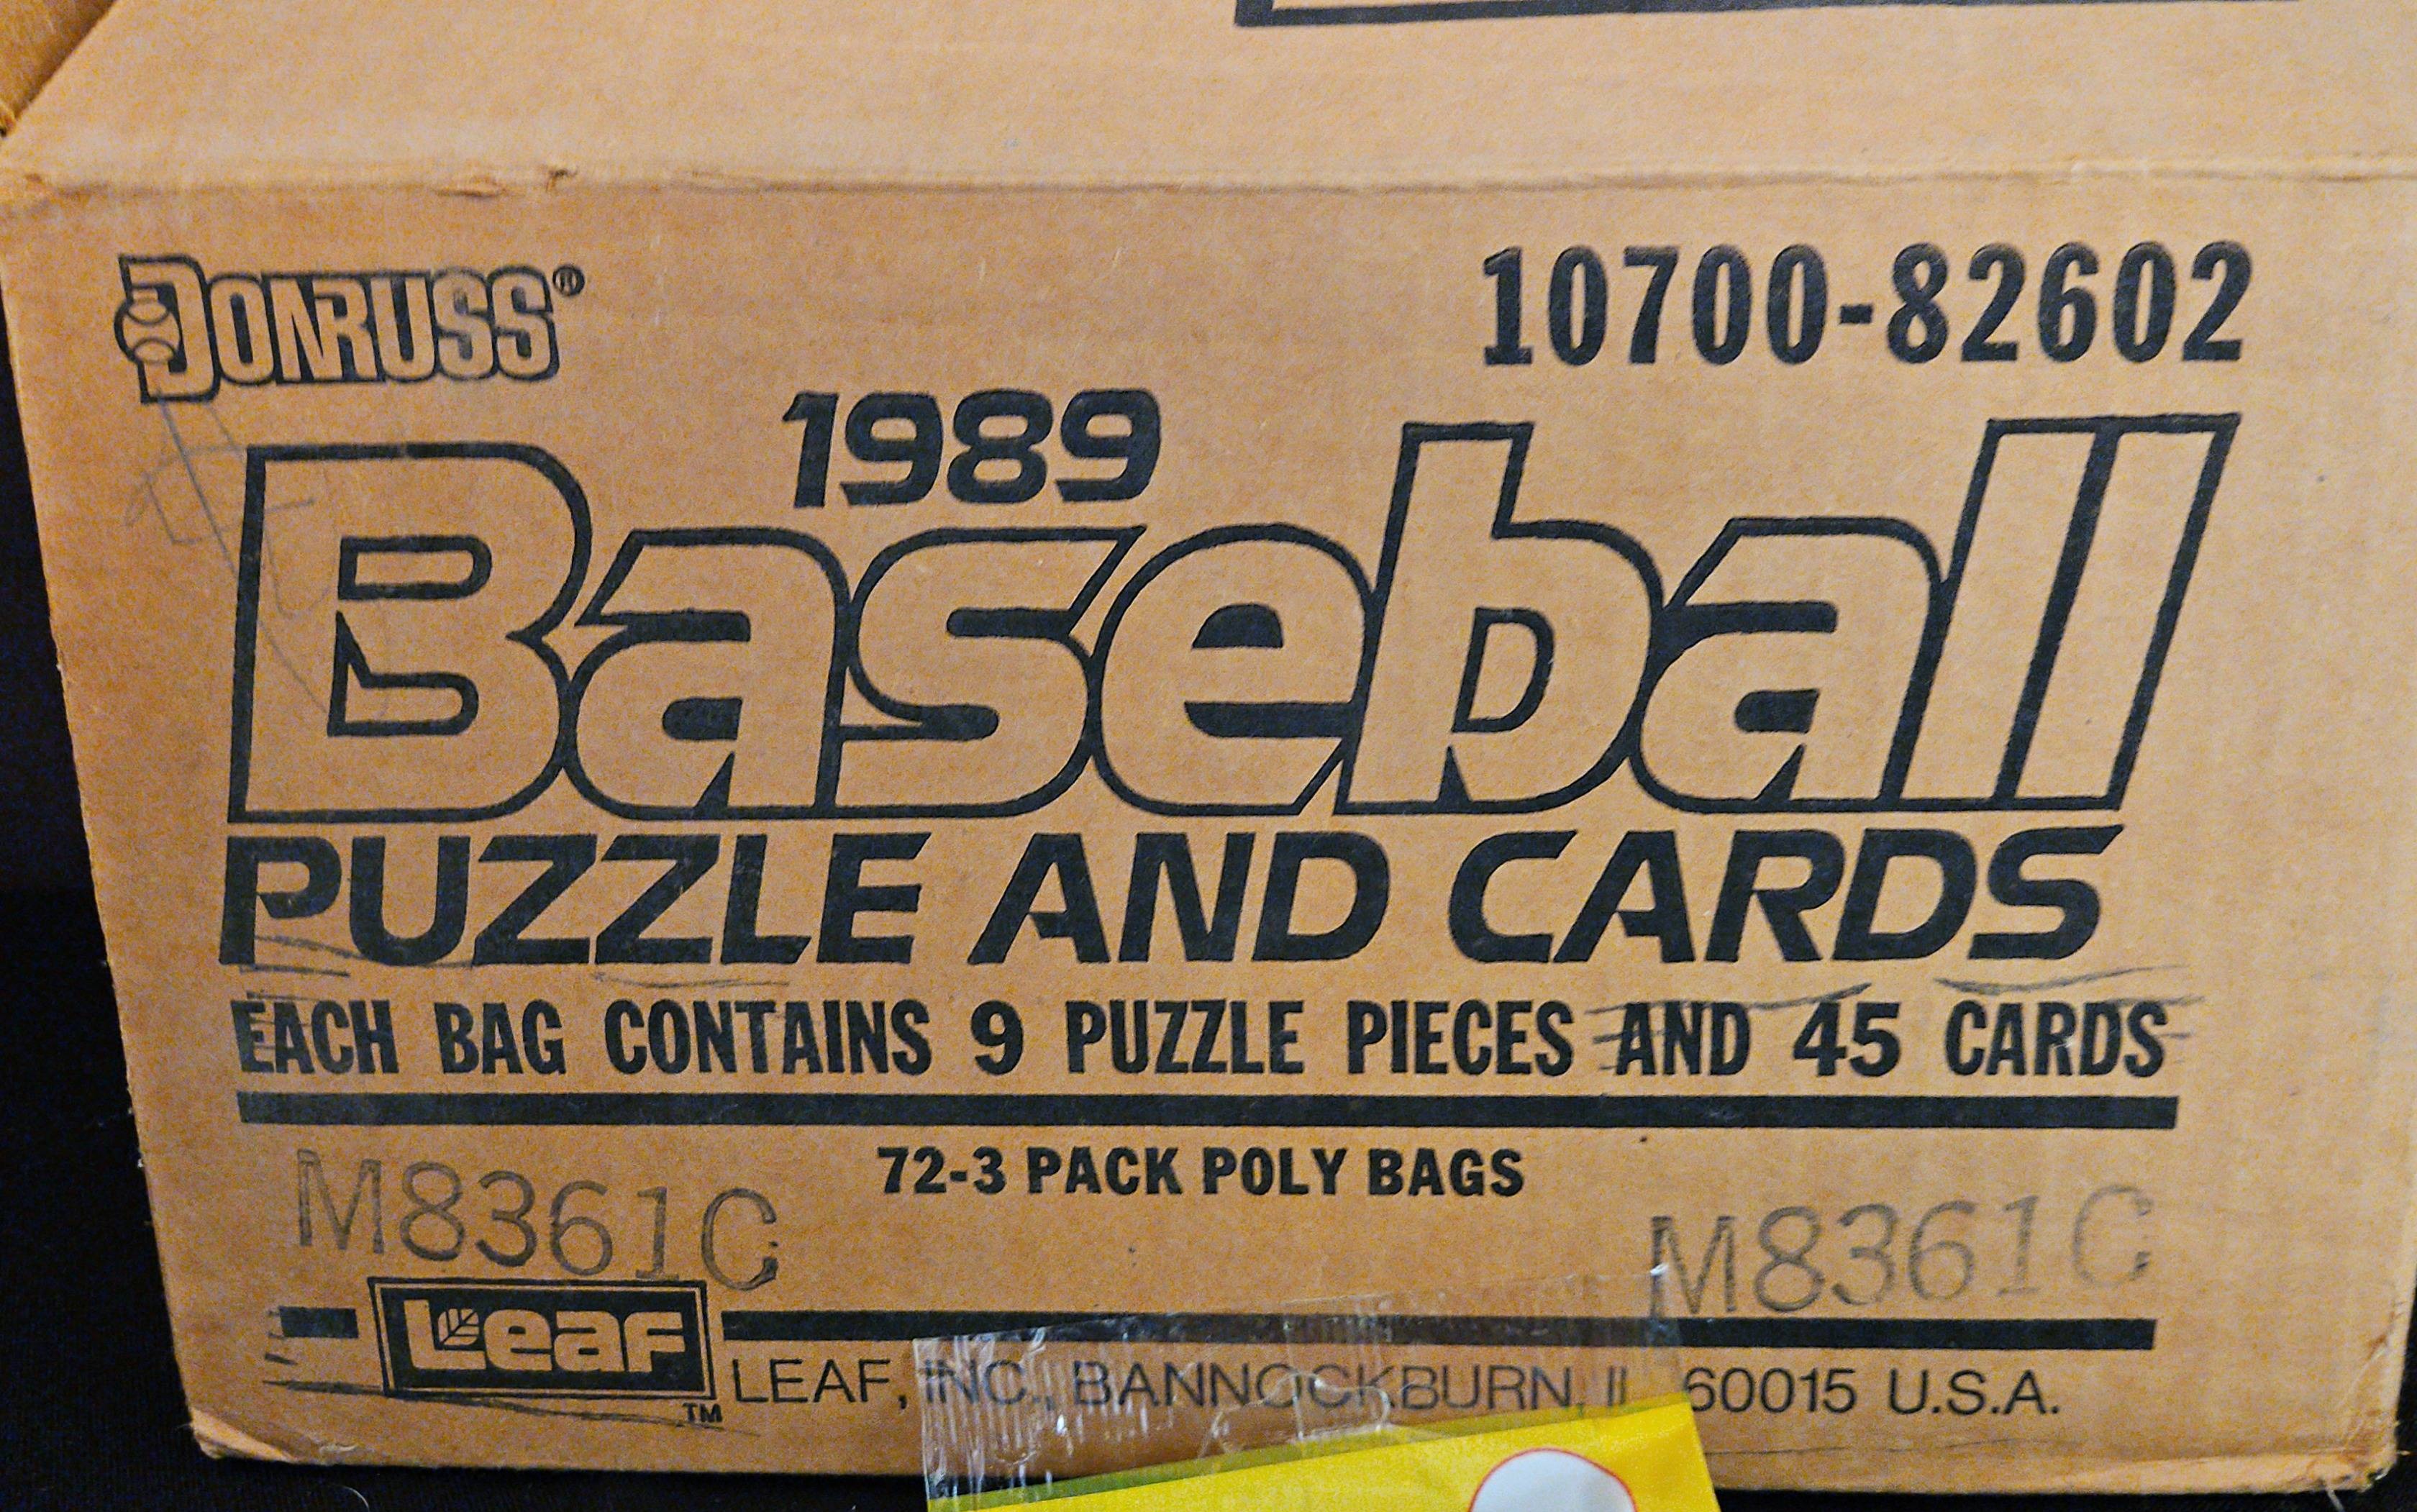 DONRUSS®
10700-82602
1989
Baseball
PUZZLE AND CARDS
EACH BAG CONTAINS 9 PUZZLE PIECES AND 45 CARDS
72-3 PACK POLY BAGS
M8361C
M8361C
Leaf
TM
LEAF, INC., BANNOCKBURN, IL 60015 U.S.A.